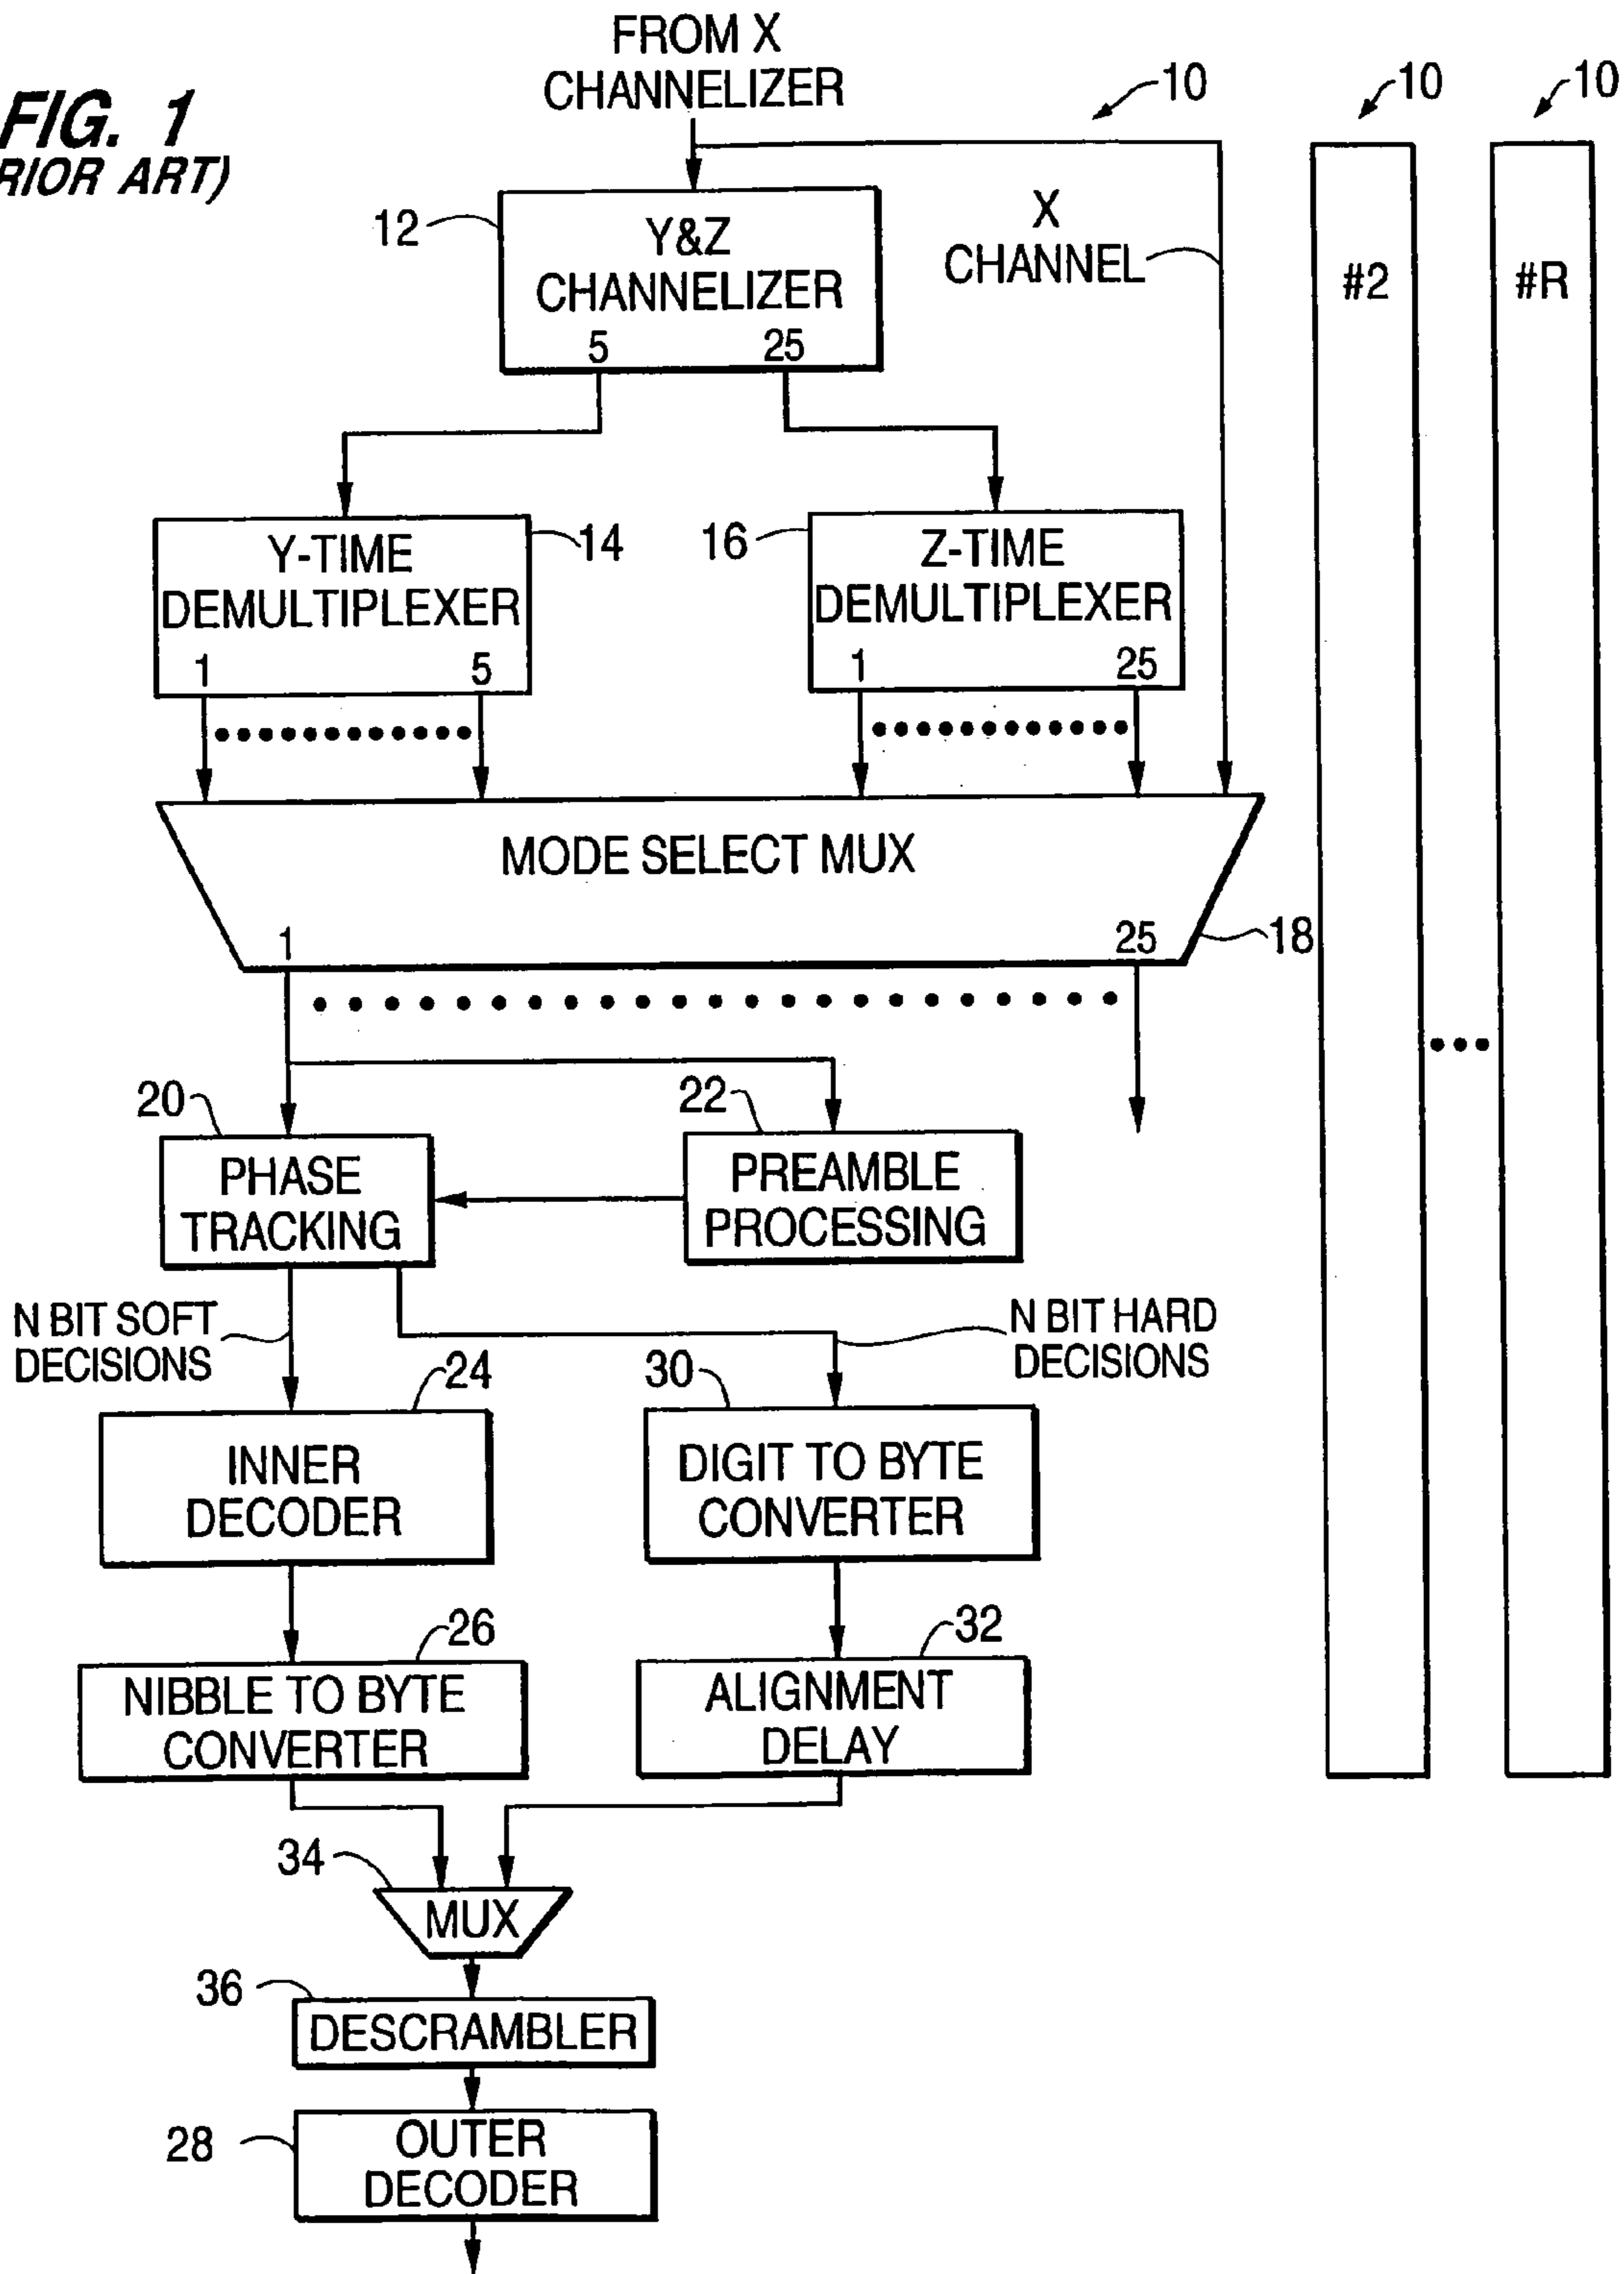 FIG. 1
RIOR ART)
FROM X
CHANNELIZER
10
10
10
12
Y&Z
CHANNELIZER
5 25
X
CHANNEL
#2
#R
Y-TIME
DEMULTIPLEXER
1 5
14
16
Z-TIME
DEMULTIPLEXER
1 25
MODE SELECT MUX
1 25
18
20
PHASE
TRACKING
22
PREAMBLE
PROCESSING
N BIT SOFT
DECISIONS
N BIT HARD
DECISIONS
24
INNER
DECODER
30
DIGIT TO BYTE
CONVERTER
26
NIBBLE TO BYTE
CONVERTER
32
ALIGNMENT
DELAY
34
MUX
36
DESCRAMBLER
28
OUTER
DECODER